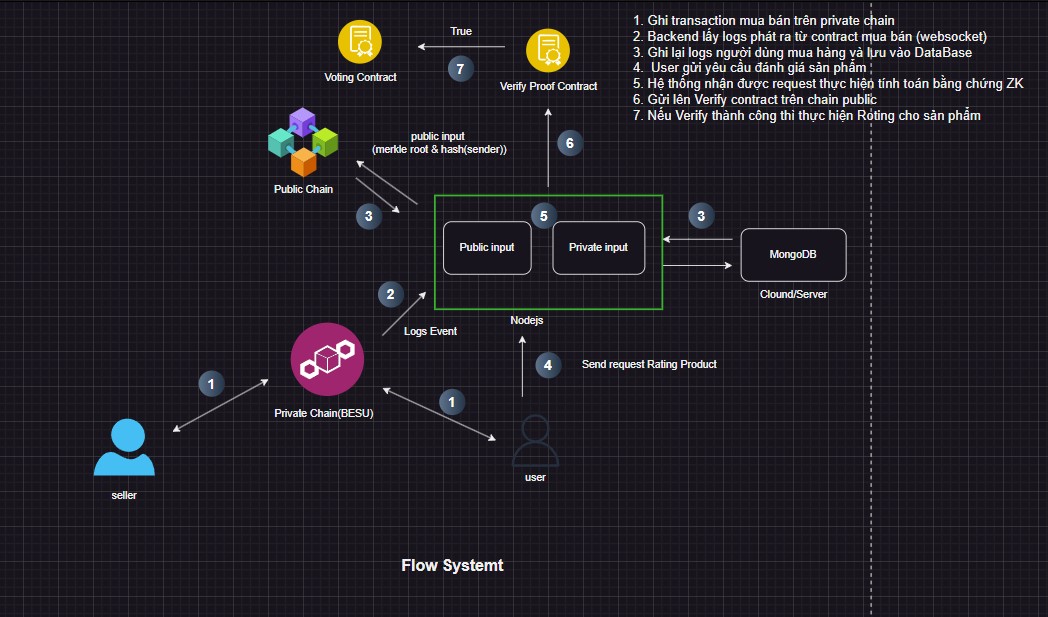 1. Ghi transaction mua bán trên private chain
2. Backend lấy logs phát ra từ contract mua bán (websocket)
3. Ghi lại logs người dùng mua hàng và lưu vào DataBase
4. User gửi yêu cầu đánh giá sản phẩm
5. Hệ thống nhận được request thực hiện tính toán bằng chứng ZK
6. Gửi lên Verify contract trên chain public
7. Nếu Verify thành công thì thực hiện Roting cho sản phẩm
True
7
Voting Contract
Verify Proof Contract
public input
(merkle root & hash(sender))
6
Public Chain
3
5
3
Public input
Private input
MongoDB
Clound/Server
2
Logs Event
Nodejs
4
Send request Rating Product
1
1
Private Chain(BESU)
user
seller
Flow Systemt